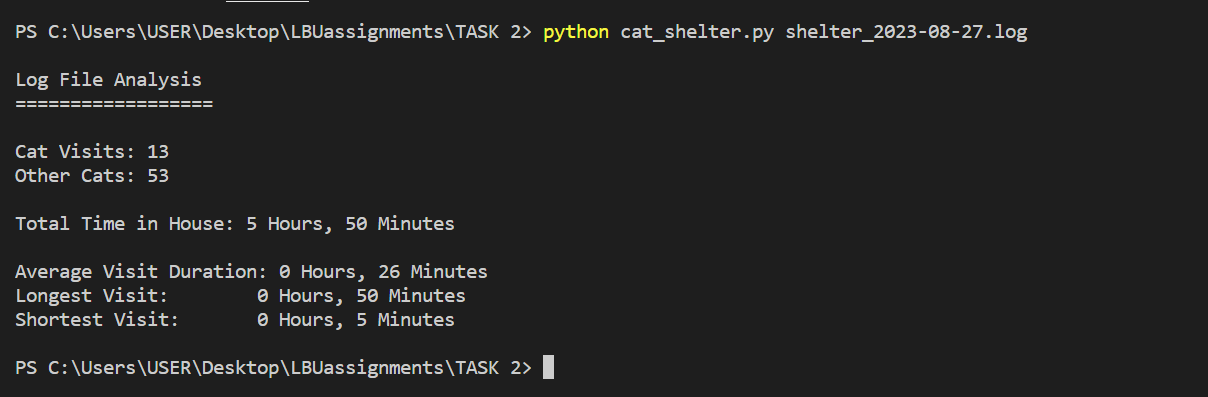 PS C:\Users\USER\Desktop\LBUassignments\TASK 2> python cat_shelter.py shelter_2023-08-27.log
Log File Analysis
==================
Cat Visits: 13
Other Cats: 53
Total Time in House: 5 Hours, 50 Minutes
Average Visit Duration: 0 Hours, 26 Minutes
Longest Visit:        0 Hours, 50 Minutes
Shortest Visit:       0 Hours, 5 Minutes
PS C:\Users\USER\Desktop\LBUassignments\TASK 2>